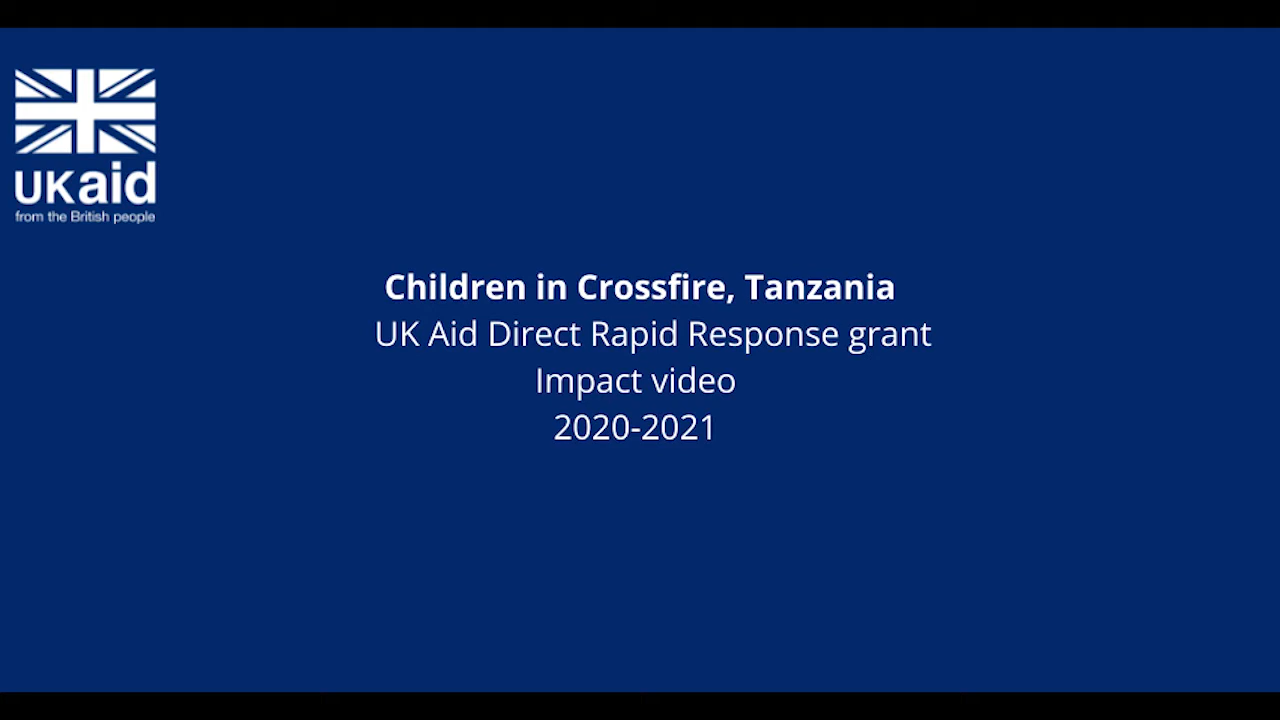 UKaid
from the British people
Children in Crossfire, Tanzania
UK Aid Direct Rapid Response grant
Impact video
2020-2021